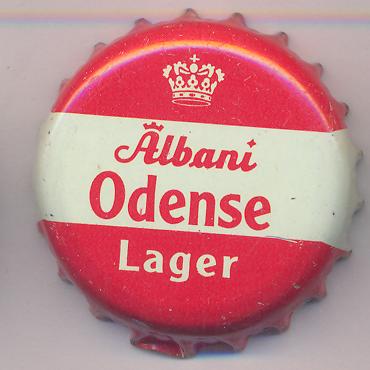 Albani
Odense
Lager